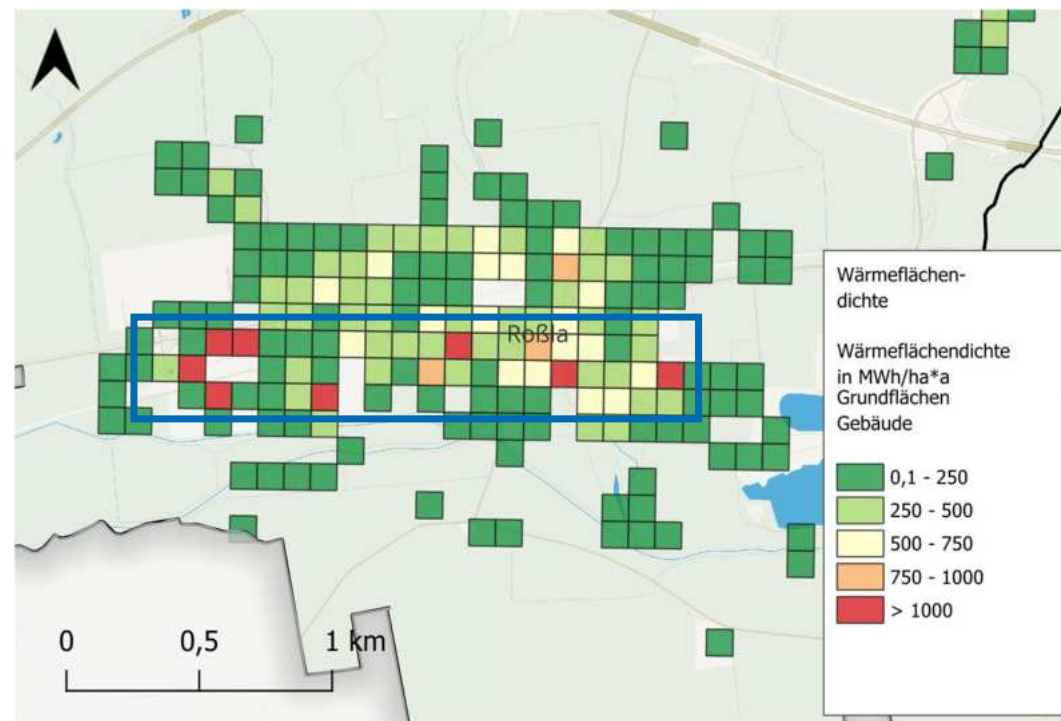 Roßla
Wärmeflächen-
dichte
Wärmeflächendichte
in MWh/ha*a
Grundflächen
Gebäude
0,1 - 250
250 - 500
500 - 750
750 - 1000
> 1000
0 0,5 1 km